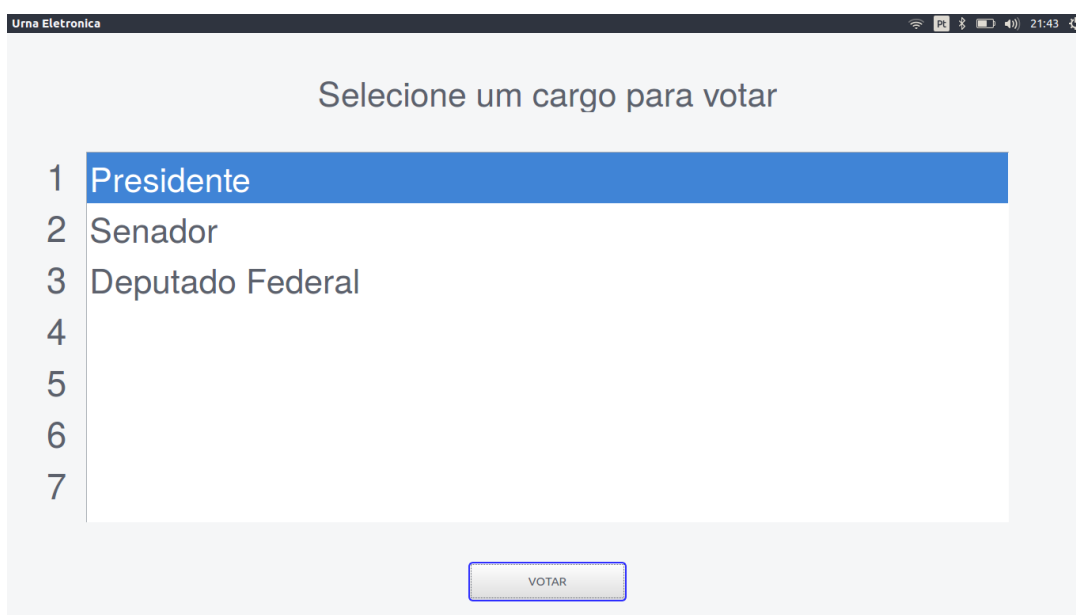 Urna Eletronica
Pt
21:43
Selecione um cargo para votar
1 Presidente
2 Senador
3 Deputado Federal
4
5
6
7
VOTAR